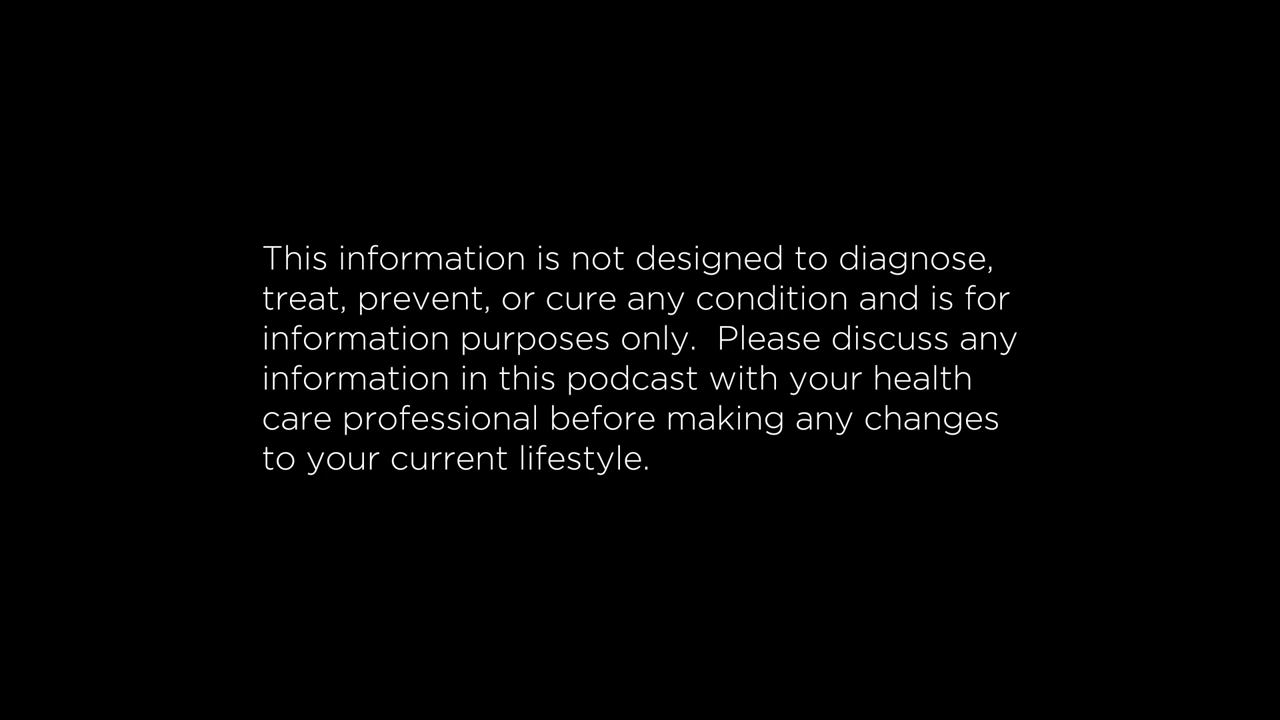 This information is not designed to diagnose,
treat, prevent, or cure any condition and is for
information purposes only.  Please discuss any
information in this podcast with your health
care professional before making any changes
to your current lifestyle.